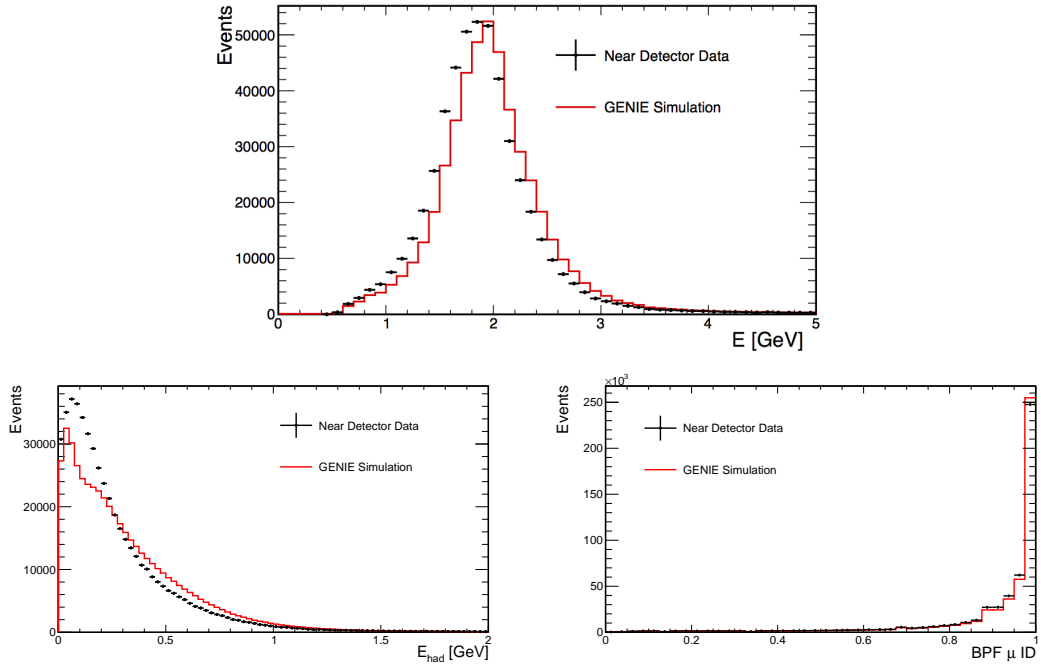 Events
50000
40000
30000
20000
10000
0
Near Detector Data
GENIE Simulation
0 1 2 3 4 5
E [GeV]
Events
30000
20000
10000
0
Near Detector Data
GENIE Simulation
0 0.5 1 1.5 2
E_had [GeV]
×10³
Events
250
200
150
100
50
0
Near Detector Data
GENIE Simulation
0 0.2 0.4 0.6 0.8 1
BPF μ ID